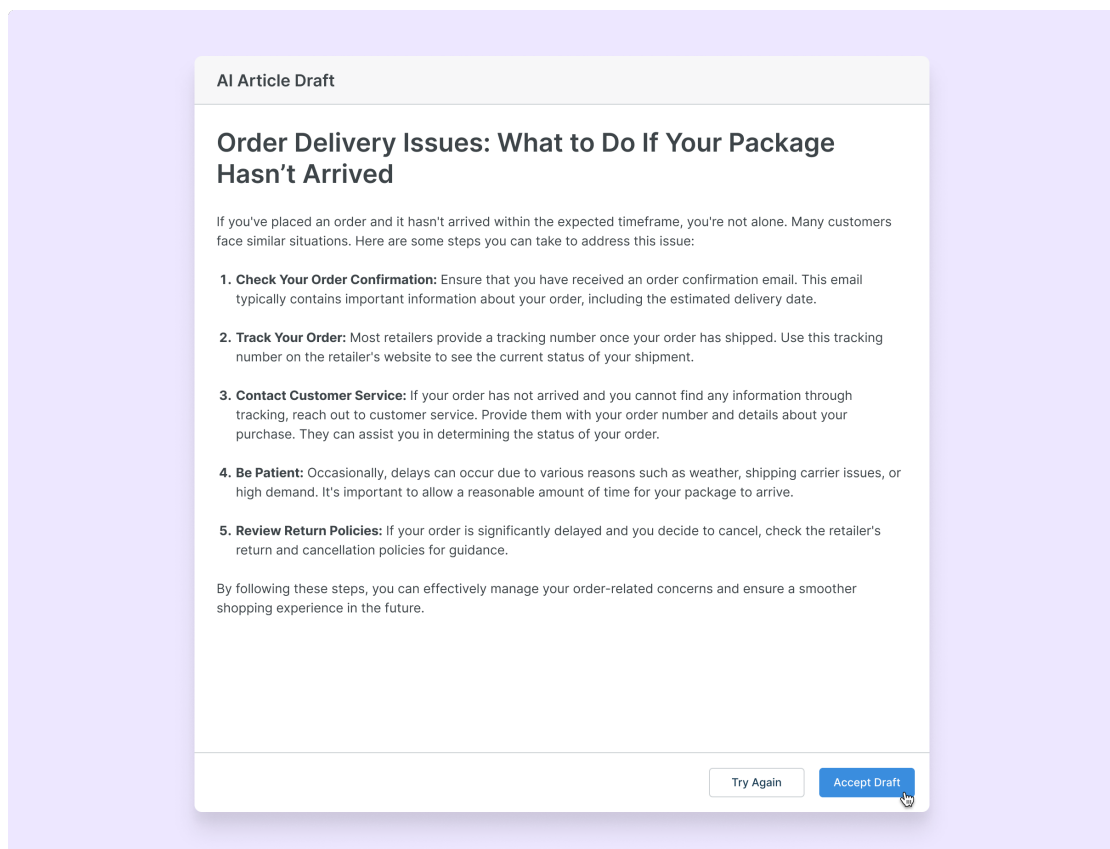 AI Article Draft
Order Delivery Issues: What to Do If Your Package
Hasn’t Arrived
If you've placed an order and it hasn't arrived within the expected timeframe, you're not alone. Many customers
face similar situations. Here are some steps you can take to address this issue:
1. Check Your Order Confirmation: Ensure that you have received an order confirmation email. This email
typically contains important information about your order, including the estimated delivery date.
2. Track Your Order: Most retailers provide a tracking number once your order has shipped. Use this tracking
number on the retailer's website to see the current status of your shipment.
3. Contact Customer Service: If your order has not arrived and you cannot find any information through
tracking, reach out to customer service. Provide them with your order number and details about your
purchase. They can assist you in determining the status of your order.
4. Be Patient: Occasionally, delays can occur due to various reasons such as weather, shipping carrier issues, or
high demand. It's important to allow a reasonable amount of time for your package to arrive.
5. Review Return Policies: If your order is significantly delayed and you decide to cancel, check the retailer's
return and cancellation policies for guidance.
By following these steps, you can effectively manage your order-related concerns and ensure a smoother
shopping experience in the future.
Try Again
Accept Draft